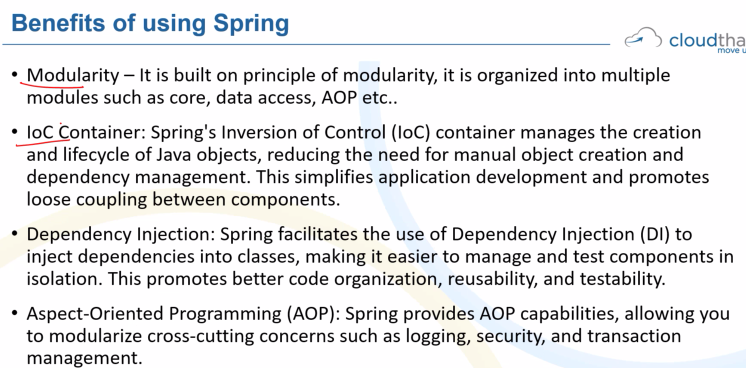 Benefits of using Spring
cloudtha
move u
• Modularity – It is built on principle of modularity, it is organized into multiple
modules such as core, data access, AOP etc..
• IoC Container: Spring's Inversion of Control (IoC) container manages the creation
and lifecycle of Java objects, reducing the need for manual object creation and
dependency management. This simplifies application development and promotes
loose coupling between components.
• Dependency Injection: Spring facilitates the use of Dependency Injection (DI) to
inject dependencies into classes, making it easier to manage and test components in
isolation. This promotes better code organization, reusability, and testability.
• Aspect-Oriented Programming (AOP): Spring provides AOP capabilities, allowing you
to modularize cross-cutting concerns such as logging, security, and transaction
management.